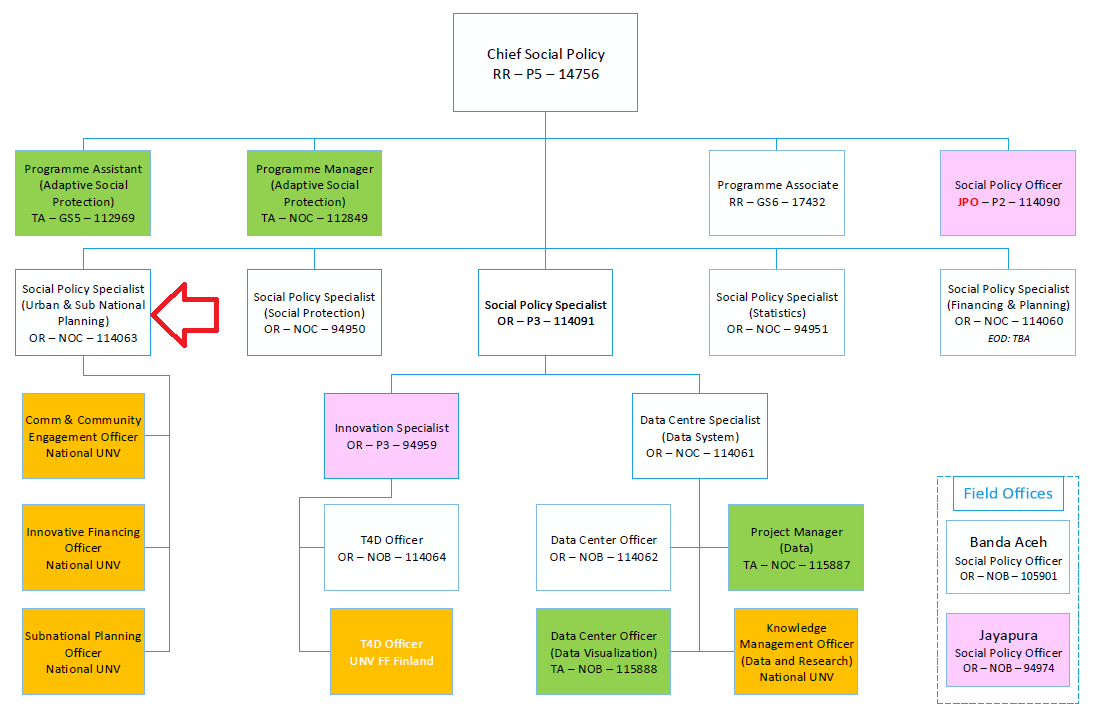 Chief Social Policy
RR – P5 – 14756
Programme Assistant
(Adaptive Social
Protection)
TA – GS5 – 112969
Programme Manager
(Adaptive Social
Protection)
TA – NOC – 112849
Programme Associate
RR – GS6 – 17432
Social Policy Officer
JPO – P2 – 114090
Social Policy Specialist
(Urban & Sub National
Planning)
OR – NOC – 114063
Social Policy Specialist
(Social Protection)
OR – NOC – 94950
Social Policy Specialist
OR – P3 – 114091
Social Policy Specialist
(Statistics)
OR – NOC – 94951
Social Policy Specialist
(Financing & Planning)
OR – NOC – 114060
EOD: TBA
Comm & Community
Engagement Officer
National UNV
Innovation Specialist
OR – P3 – 94959
Data Centre Specialist
(Data System)
OR – NOC – 114061
Innovative Financing
Officer
National UNV
T4D Officer
OR – NOB – 114064
Data Center Officer
OR – NOB – 114062
Project Manager
(Data)
TA – NOC – 115887
Subnational Planning
Officer
National UNV
T4D Officer
UNV FF Finland
Data Center Officer
(Data Visualization)
TA – NOB – 115888
Knowledge
Management Officer
(Data and Research)
National UNV
Field Offices
Banda Aceh
Social Policy Officer
OR – NOB – 105901
Jayapura
Social Policy Officer
OR – NOB – 94974